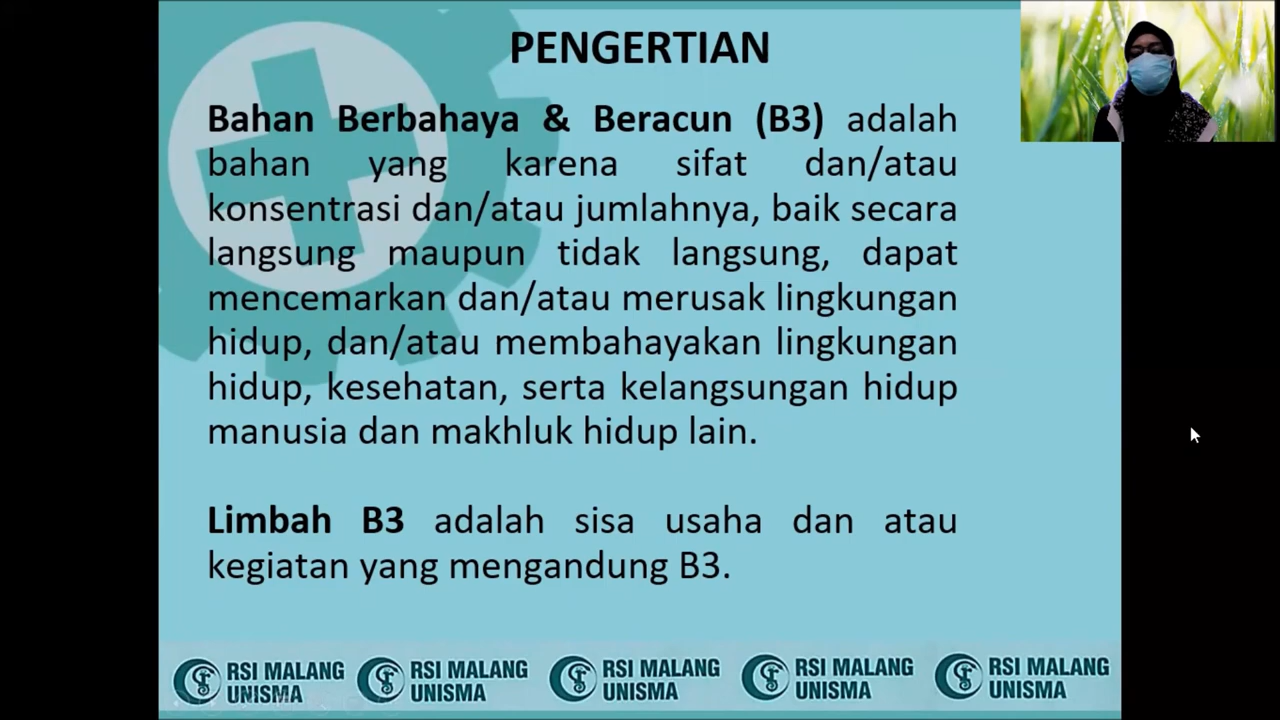 PENGERTIAN
Bahan Berbahaya & Beracun (B3) adalah
bahan yang karena sifat dan/atau
konsentrasi dan/atau jumlahnya, baik secara
langsung maupun tidak langsung, dapat
mencemarkan dan/atau merusak lingkungan
hidup, dan/atau membahayakan lingkungan
hidup, kesehatan, serta kelangsungan hidup
manusia dan makhluk hidup lain.
Limbah B3 adalah sisa usaha dan atau
kegiatan yang mengandung B3.
RSI MALANG
UNISMA
RSI MALANG
UNISMA
RSI MALANG
UNISMA
RSI MALANG
UNISMA
RSI MALANG
UNISMA